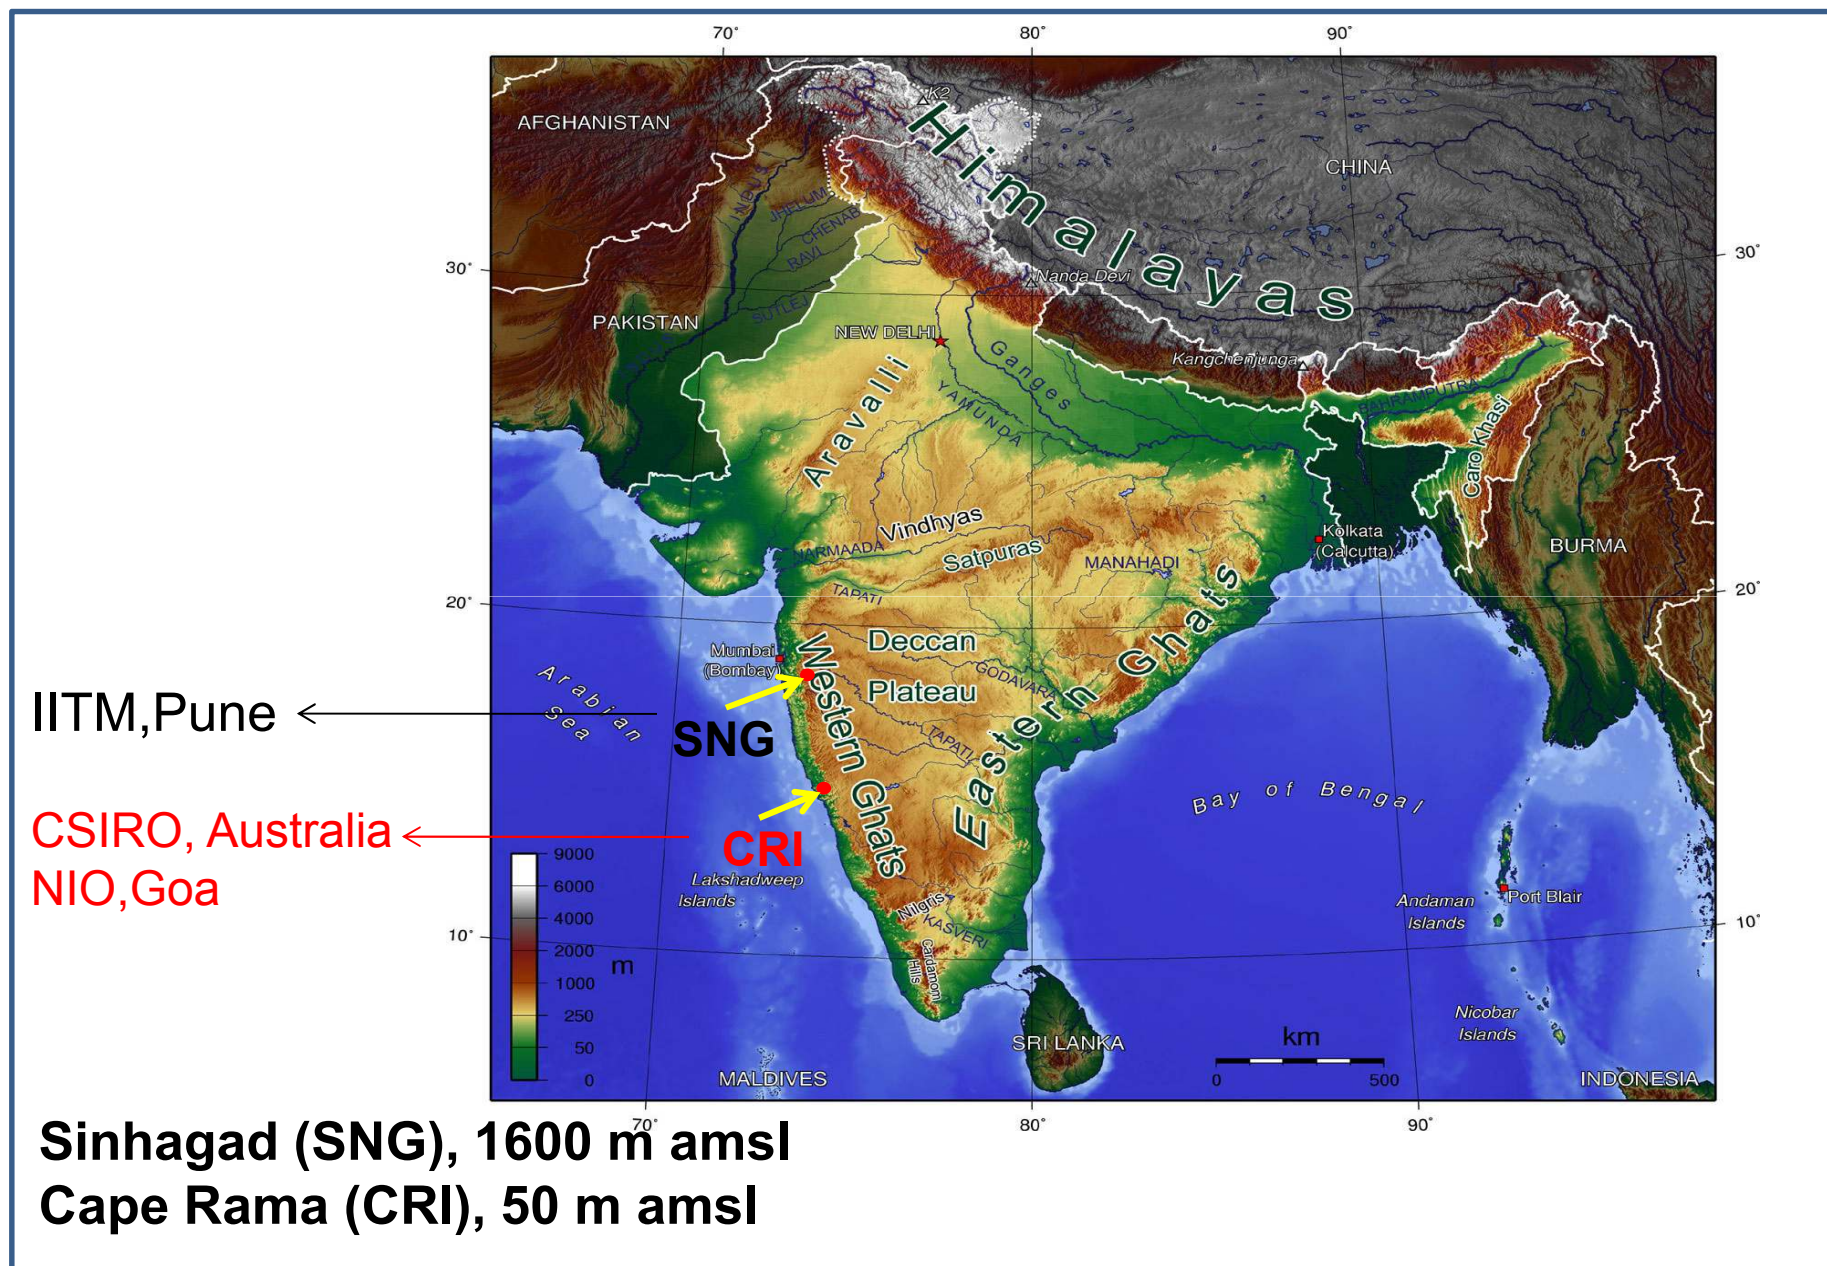 70°
80°
90°
AFGHANISTAN
K2
Himalayas
CHINA
INDUS
JHELUM
CHENAB
RAVI
SUTLEJ
30°
30°
Nanda Devi
PAKISTAN
NEW DELHI
Ganges
Kangchenjunga
Aravalli
YAMUNDA
BAHRAMPUTRA
Caro Khasi
Vindhyas
Kolkata
(Calcutta)
NARMAADA
Satpuras
MANAHADI
BURMA
20°
TAPATI
20°
Deccan
Plateau
Mumbai
(Bombay)
Western Ghats
Eastern Ghats
GODAVARA
Arabian
Sea
IITM,Pune
SNG
TAPATI
Bay of Bengal
CSIRO, Australia
NIO,Goa
CRI
Lakshadweep
Islands
9000
6000
4000
2000
1000
250
50
0
m
Nilgris
KASVERI
Cardamom
Hills
Andaman
Islands
Port Blair
10°
10°
Nicobar
Islands
SRI LANKA
km
0
500
MALDIVES
INDONESIA
70°
80°
90°
Sinhagad (SNG), 1600 m amsl
Cape Rama (CRI), 50 m amsl